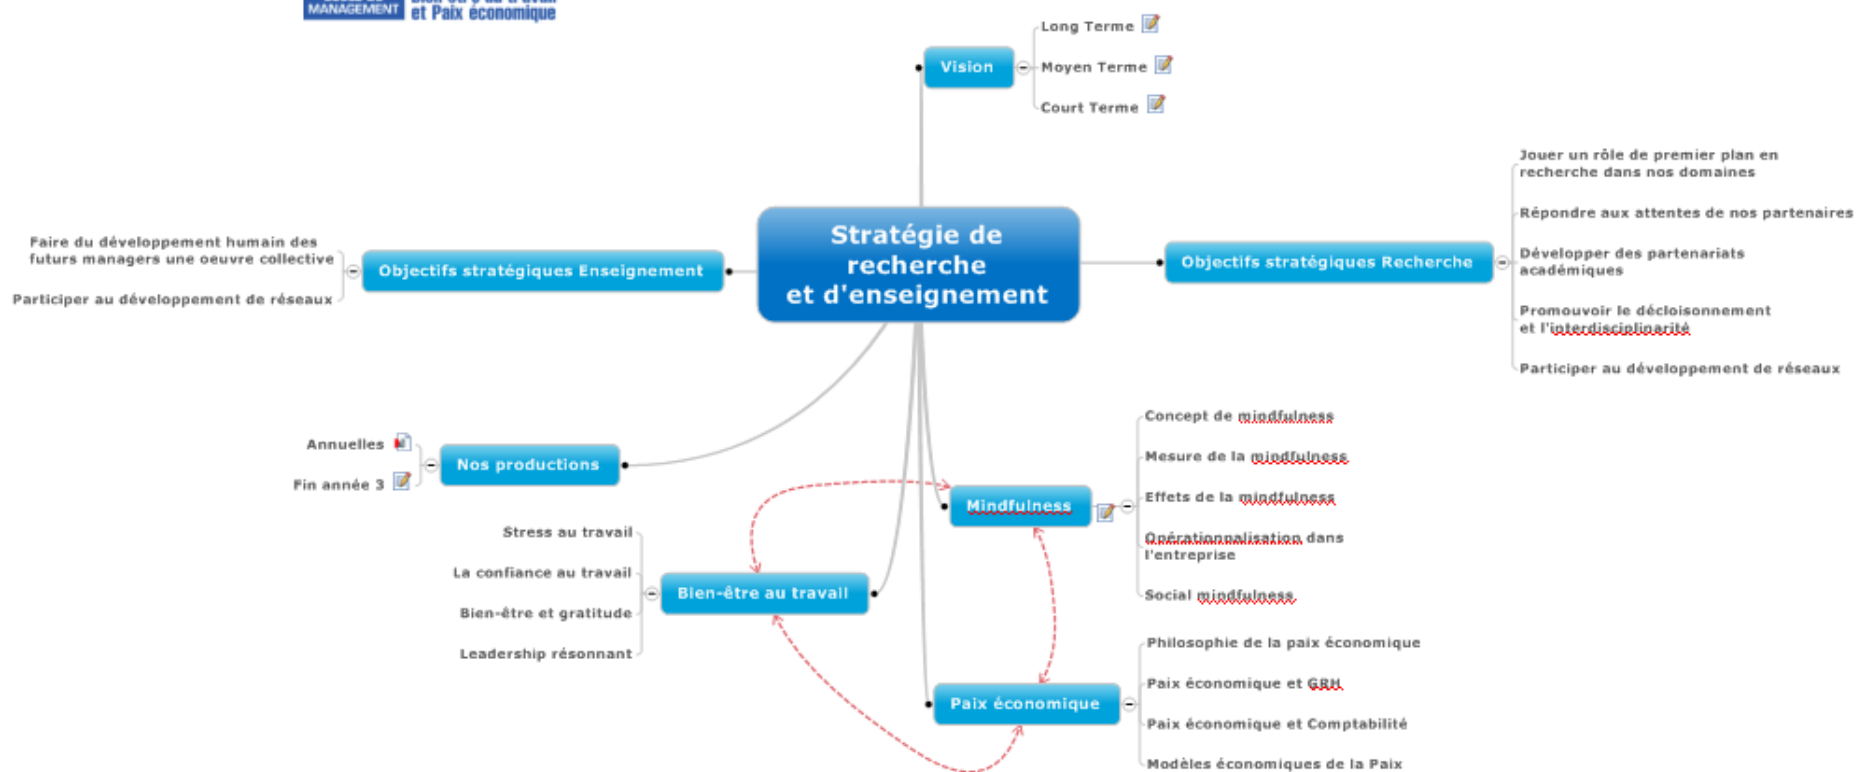 MANAGEMENT
et Paix économique
Long Terme
Vision
Moyen Terme
Court Terme
Jouer un rôle de premier plan en
recherche dans nos domaines
Répondre aux attentes de nos partenaires
Développer des partenariats
académiques
Promouvoir le décloisonnement
et l'interdisciplinarité
Participer au développement de réseaux
Objectifs stratégiques Recherche
Stratégie de
recherche
et d'enseignement
Objectifs stratégiques Enseignement
Faire du développement humain des
futurs managers une oeuvre collective
Participer au développement de réseaux
Annuelles
Nos productions
Fin année 3
Concept de mindfulness
Mesure de la mindfulness
Effets de la mindfulness
Mindfulness
Opérationnalisation dans
l'entreprise
Social mindfulness
Stress au travail
La confiance au travail
Bien-être au travail
Bien-être et gratitude
Leadership résonnant
Philosophie de la paix économique
Paix économique et GRH
Paix économique
Paix économique et Comptabilité
Modèles économiques de la Paix